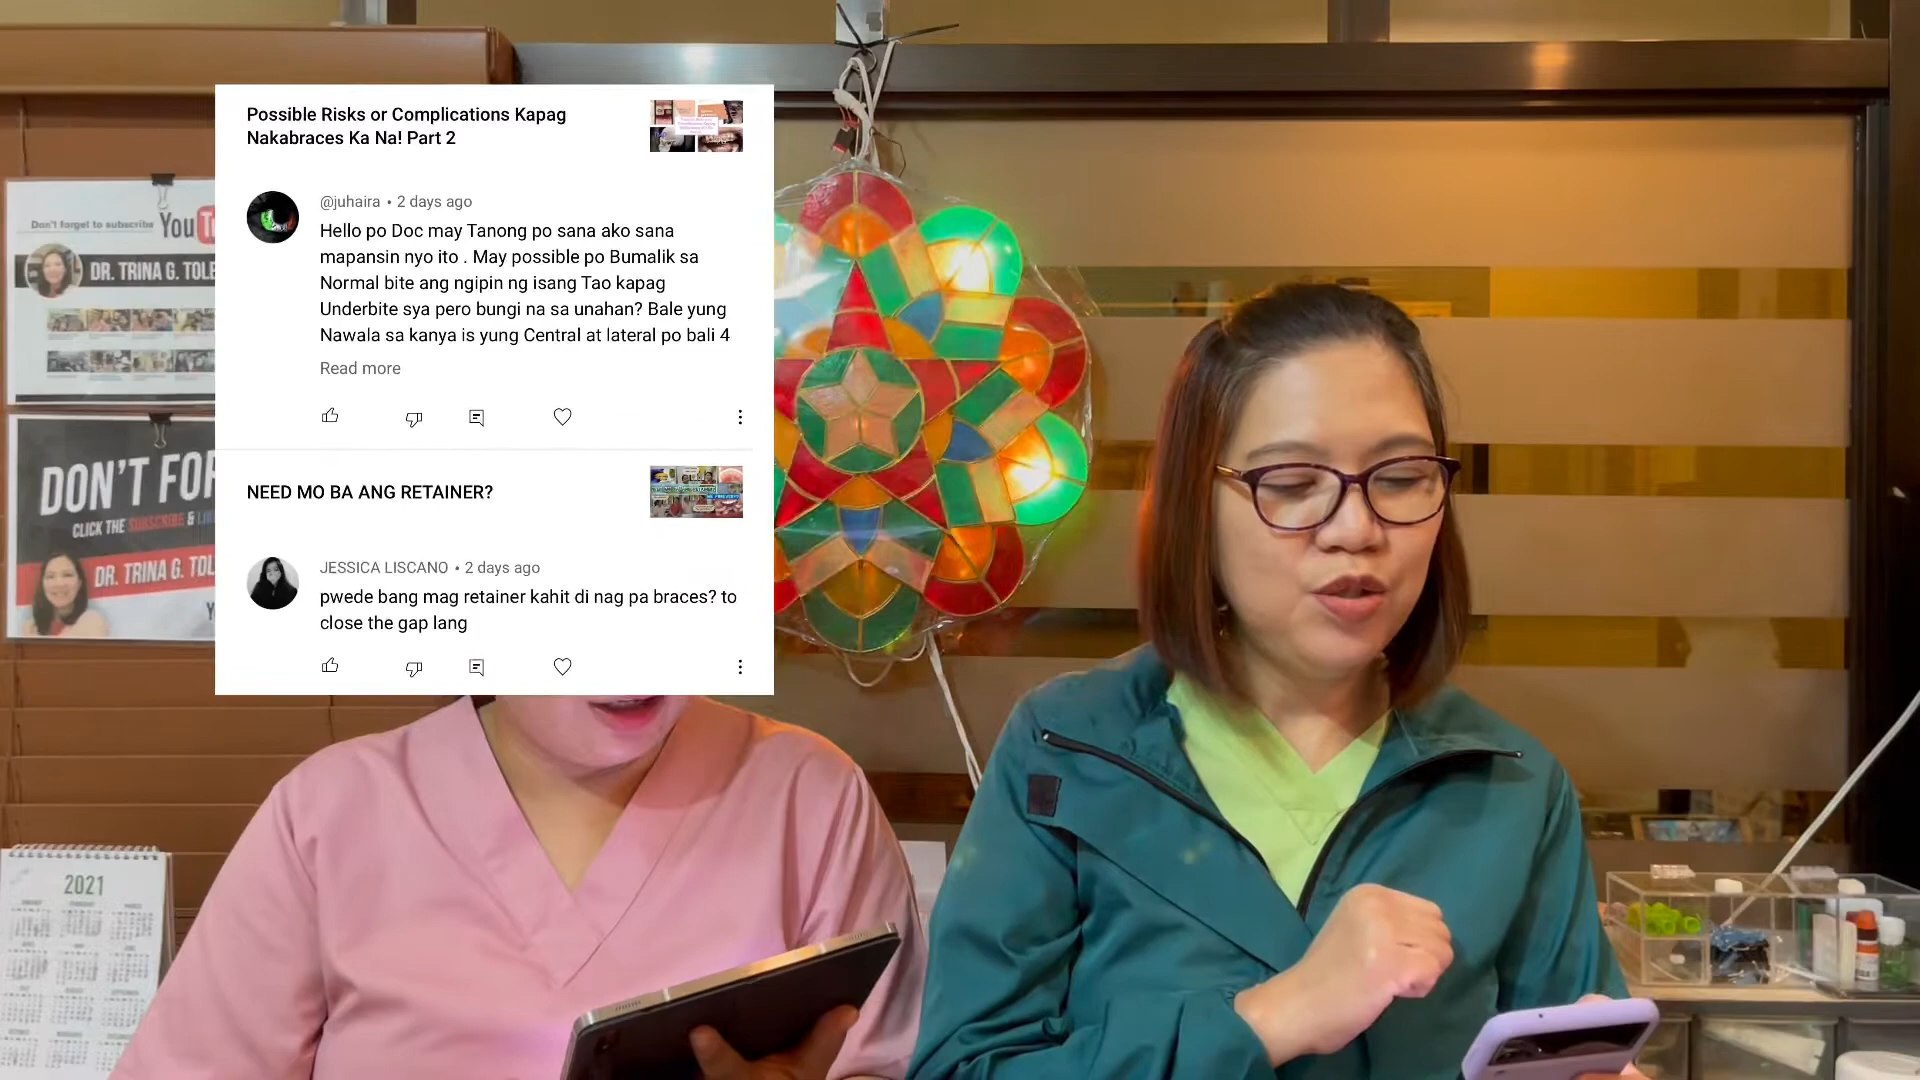 Possible Risks or Complications Kapag
Nakabraces Ka Na! Part 2
@juhaira • 2 days ago
Hello po Doc may Tanong po sana ako sana
mapansin nyo ito . May possible po Bumalik sa
Normal bite ang ngipin ng isang Tao kapag
Underbite sya pero bungi na sa unahan? Bale yung
Nawala sa kanya is yung Central at lateral po bali 4
Read more
NEED MO BA ANG RETAINER?
JESSICA LISCANO • 2 days ago
pwede bang mag retainer kahit di nag pa braces? to
close the gap lang
Don't forget to subscribe YouT
DR. TRINA G. TOLE
DON'T FOR
CLICK THE SUBSCRIBE &
DR. TRINA G. TOL
2021